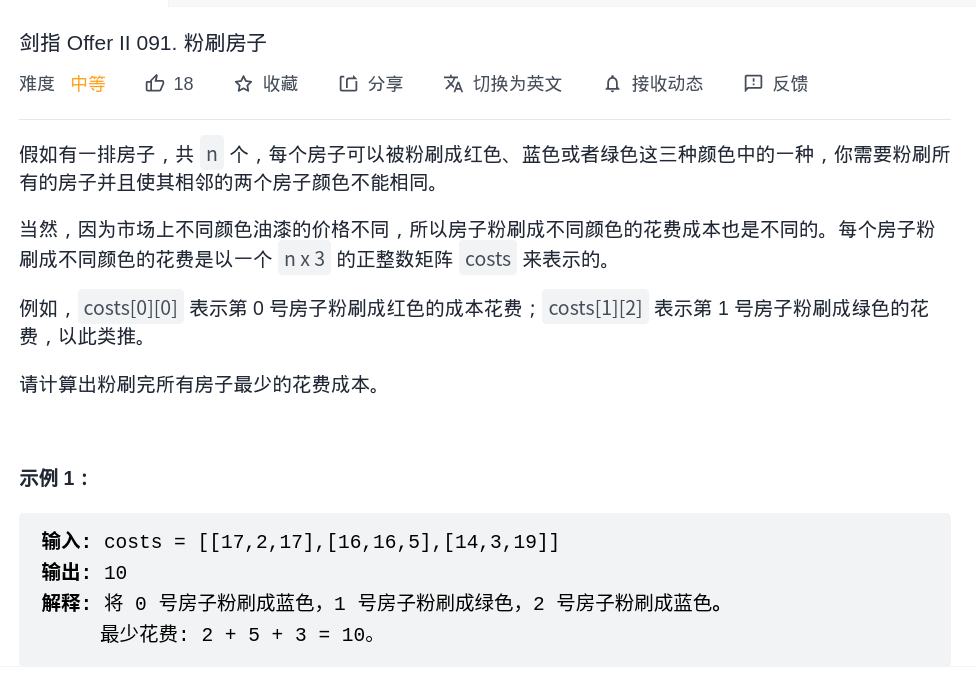 剑指 Offer II 091. 粉刷房子
难度 中等 18 收藏 分享 切换为英文 接收动态 反馈
假如有一排房子，共 n 个，每个房子可以被粉刷成红色、蓝色或者绿色这三种颜色中的一种，你需要粉刷所
有的房子并且使其相邻的两个房子颜色不能相同。
当然，因为市场上不同颜色油漆的价格不同，所以房子粉刷成不同颜色的花费成本也是不同的。每个房子粉
刷成不同颜色的花费是以一个 n x 3 的正整数矩阵 costs 来表示的。
例如，costs[0][0] 表示第 0 号房子粉刷成红色的成本花费；costs[1][2] 表示第 1 号房子粉刷成绿色的花
费，以此类推。
请计算出粉刷完所有房子最少的花费成本。
示例 1：
输入: costs = [[17,2,17],[16,16,5],[14,3,19]]
输出: 10
解释: 将 0 号房子粉刷成蓝色，1 号房子粉刷成绿色，2 号房子粉刷成蓝色。
最少花费: 2 + 5 + 3 = 10。